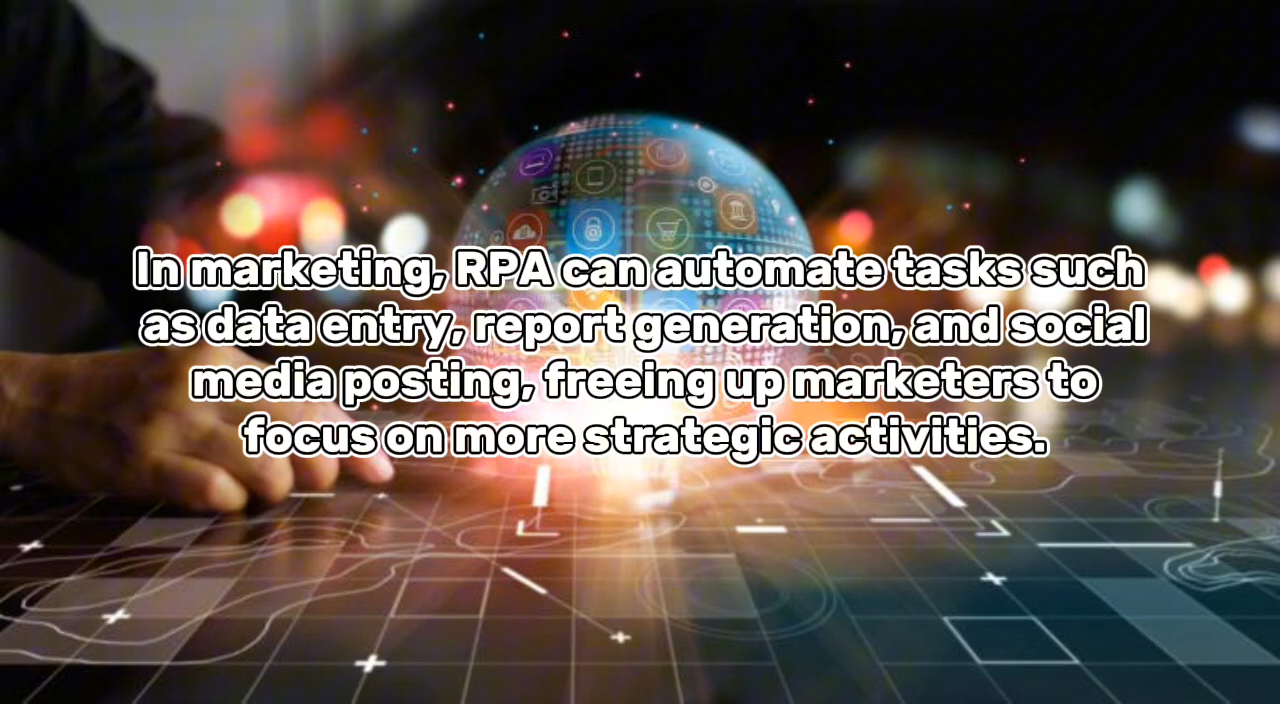 In marketing, RPA can automate tasks such
as data entry, report generation, and social
media posting, freeing up marketers to
focus on more strategic activities.